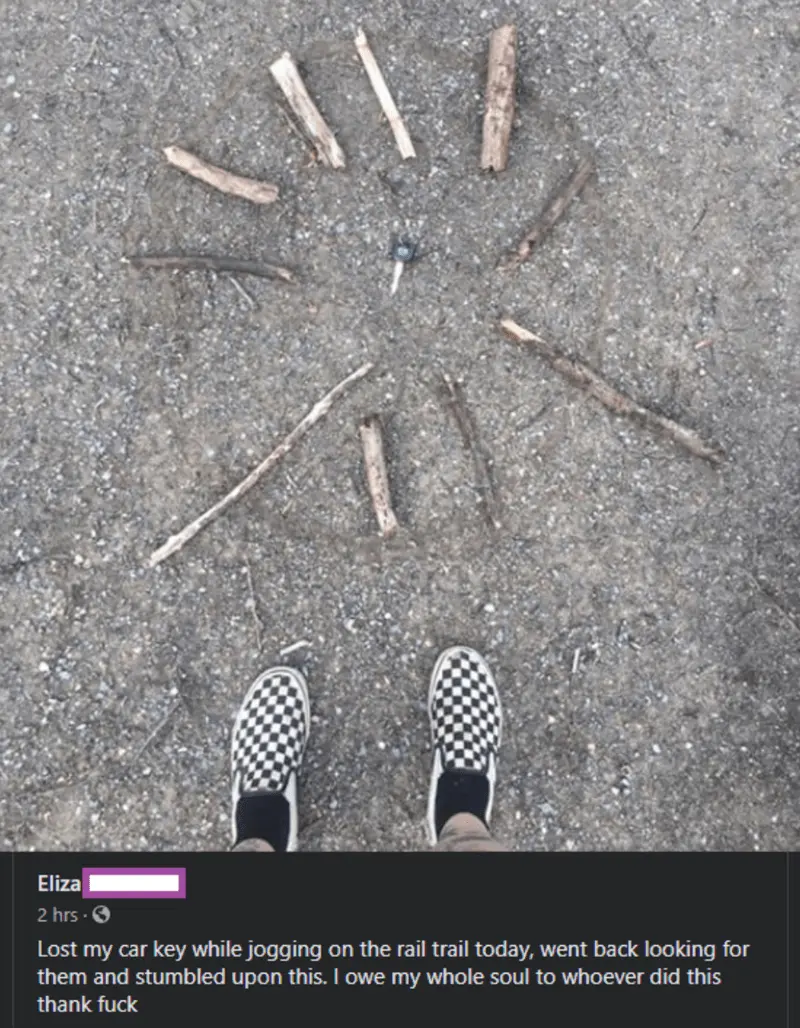 Eliza
2 hrs ·
Lost my car key while jogging on the rail trail today, went back looking for
them and stumbled upon this. I owe my whole soul to whoever did this
thank fuck